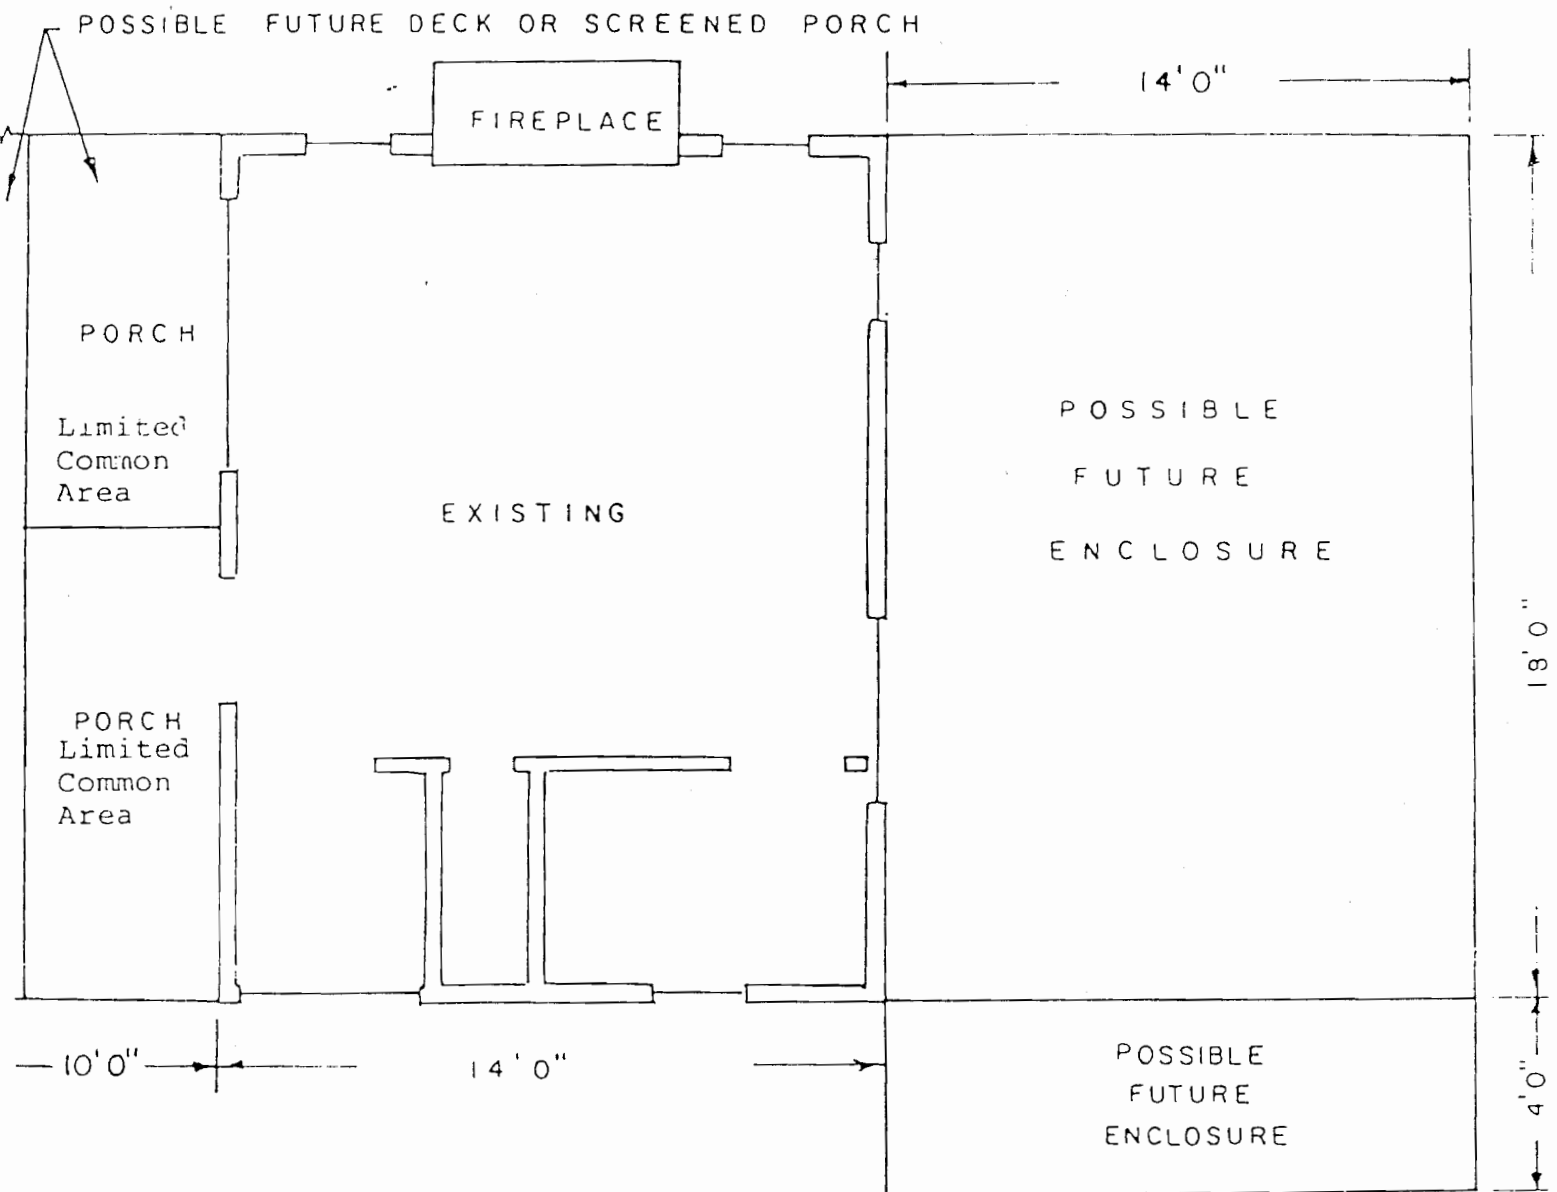 POSSIBLE FUTURE DECK OR SCREENED PORCH
14'0"
FIREPLACE
PORCH
Limited
Common
Area
EXISTING
POSSIBLE
FUTURE
ENCLOSURE
18'0"
PORCH
Limited
Common
Area
10'0"
14'0"
POSSIBLE
FUTURE
ENCLOSURE
4'0"